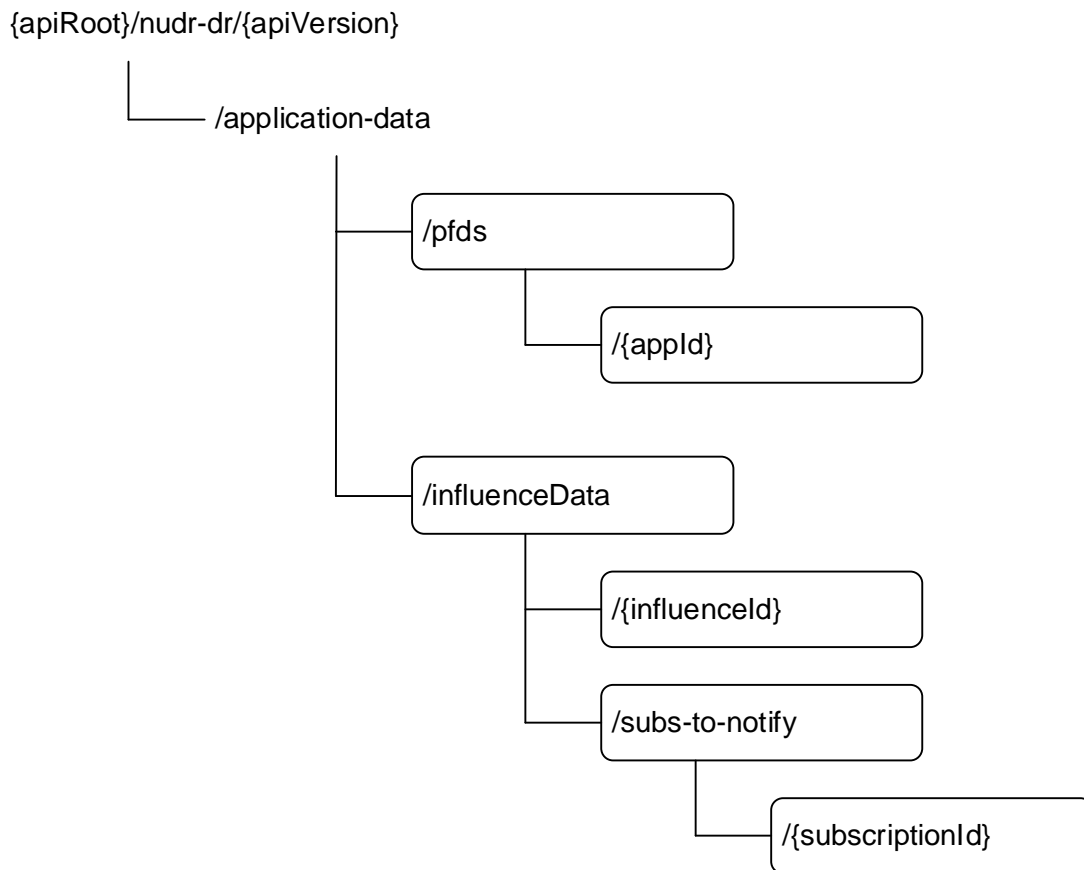 {apiRoot}/nudr-dr/{apiVersion}
/application-data
/pfds
/{appId}
/influenceData
/{influenceId}
/subs-to-notify
/{subscriptionId}